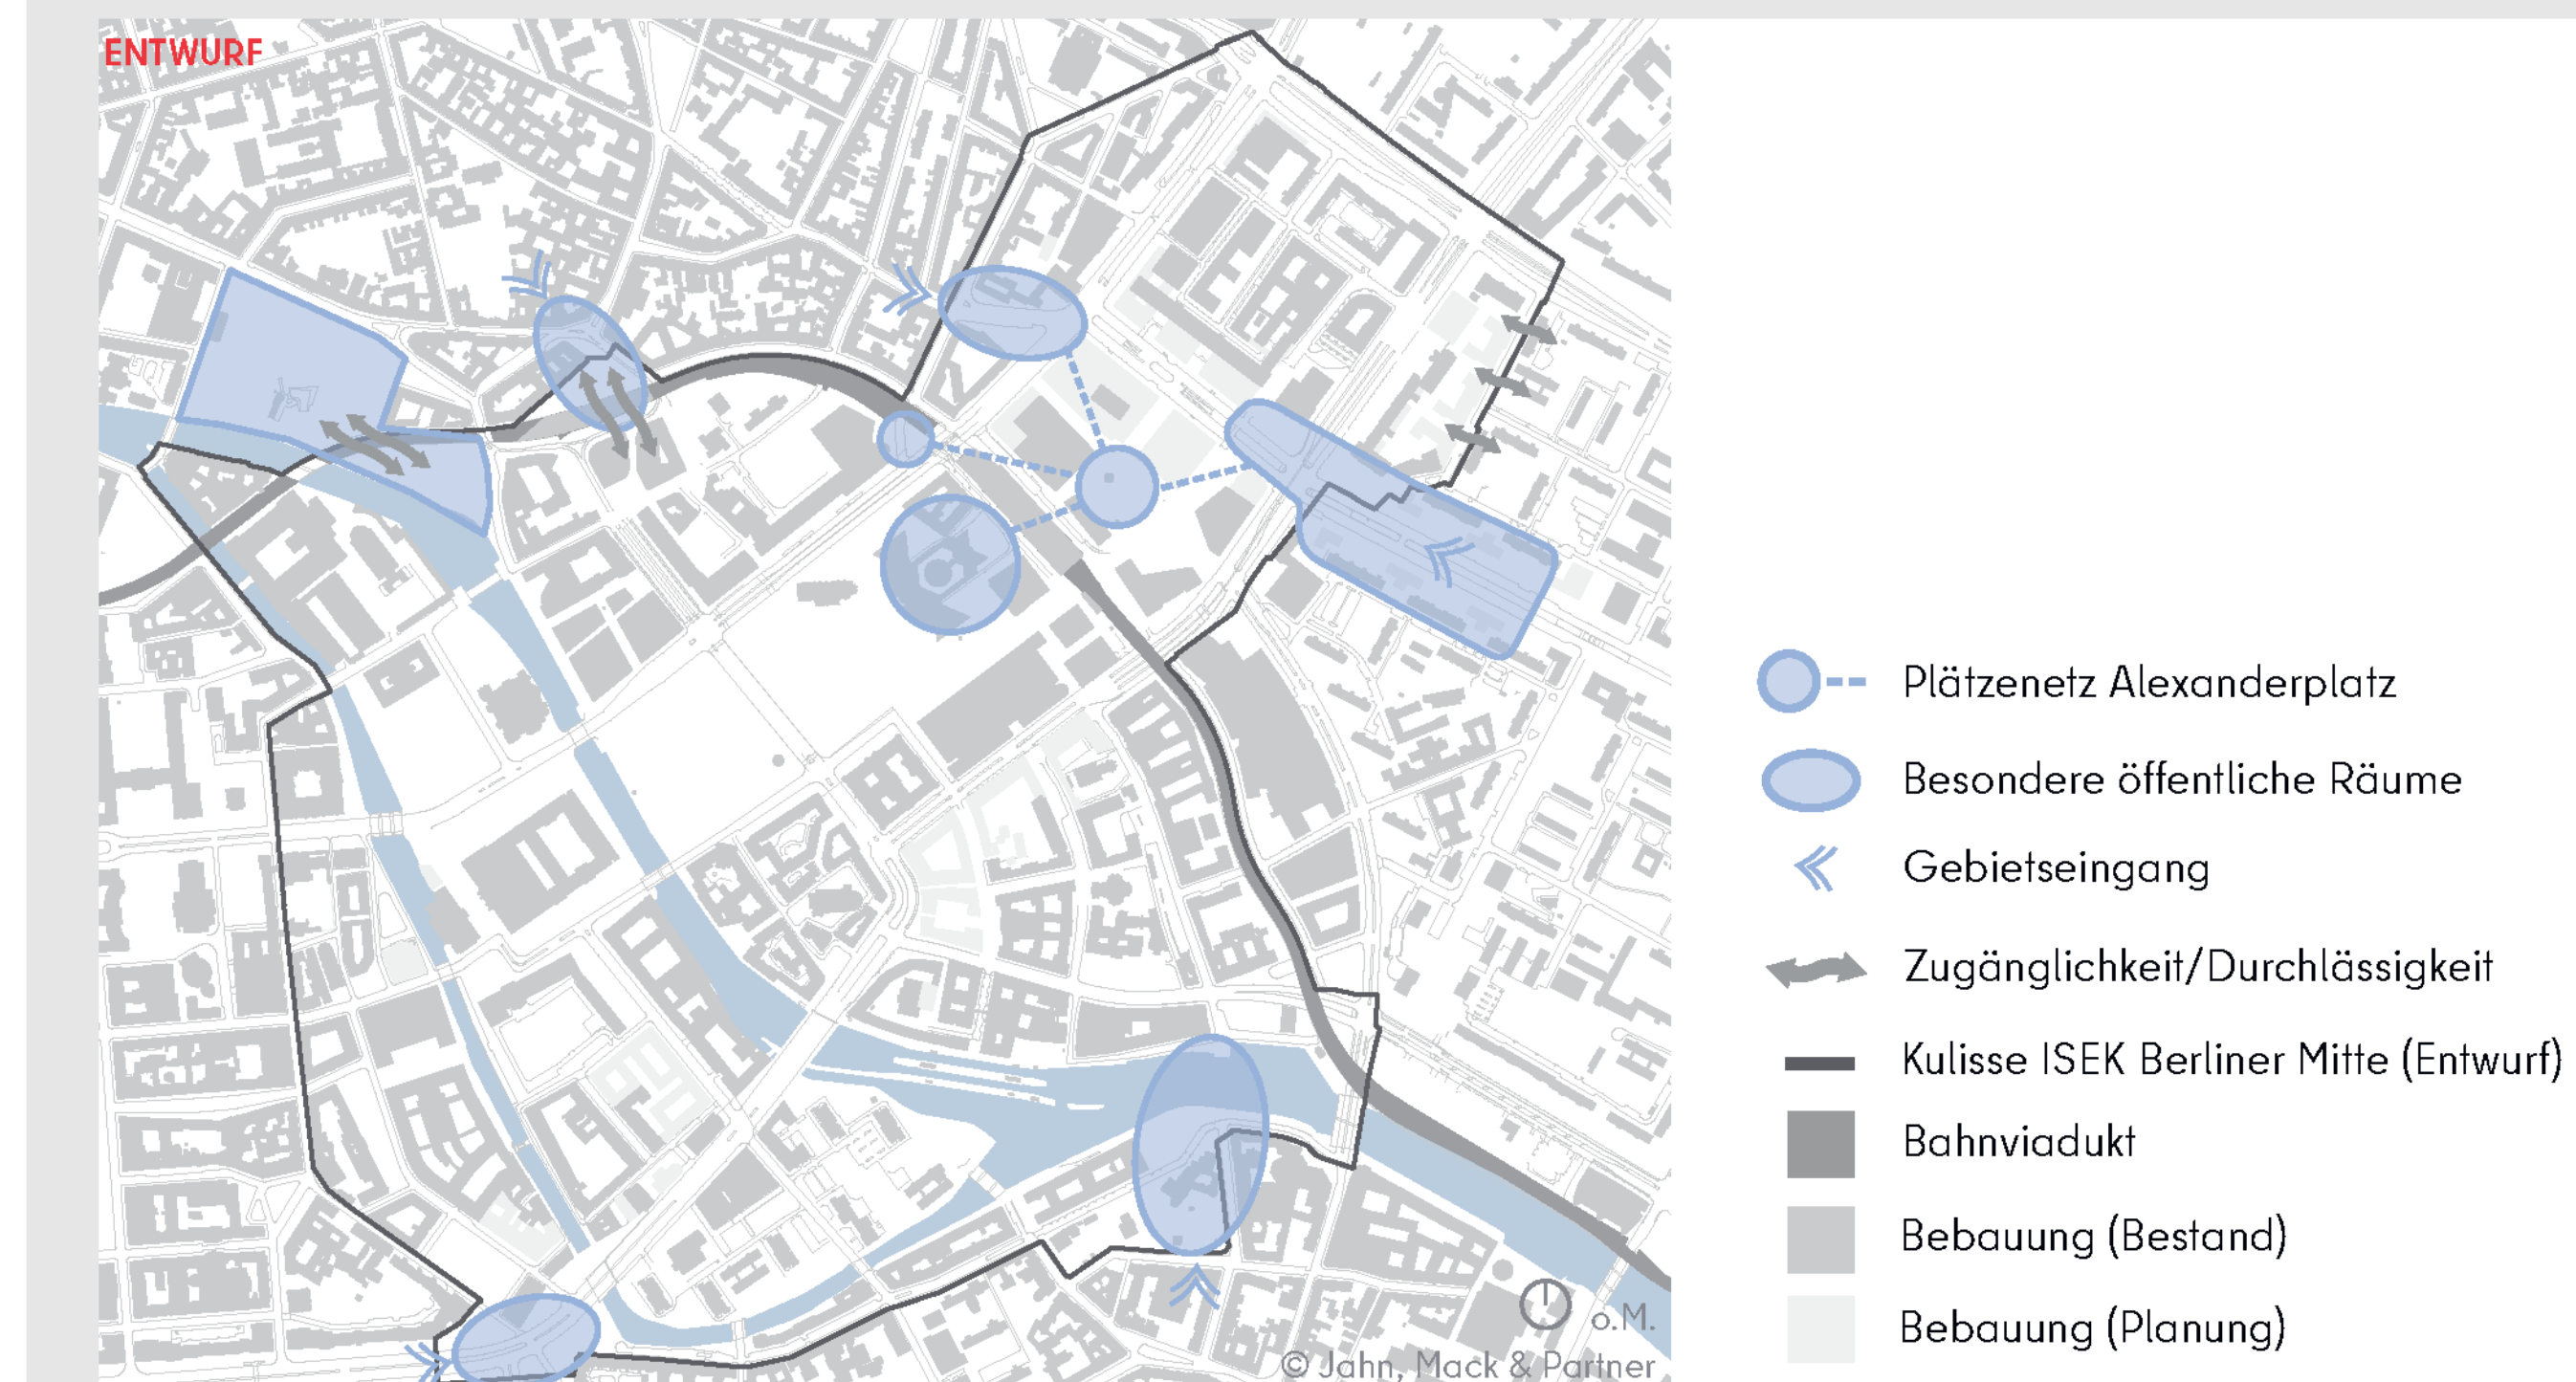 ENTWURF
Plätzenetz Alexanderplatz
Besondere öffentliche Räume
Gebietseingang
Zugänglichkeit/Durchlässigkeit
Kulisse ISEK Berliner Mitte (Entwurf)
Bahnviadukt
Bebauung (Bestand)
Bebauung (Planung)
o.M.
© Jahn, Mack & Partner